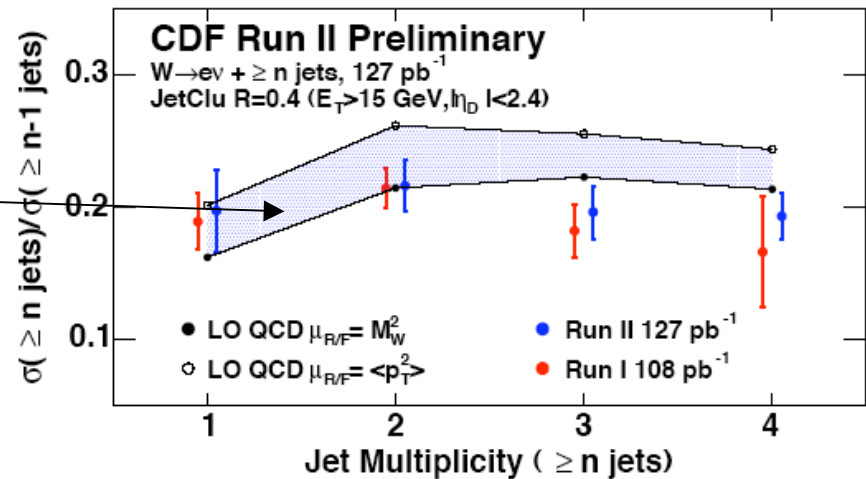 CDF Run II Preliminary
W→eν + ≥ n jets, 127 pb⁻¹
JetClu R=0.4 (E_T>15 GeV,|η_D|<2.4)
σ( ≥ n jets)/σ( ≥ n-1 jets)
0.3
0.2
0.1
● LO QCD μ_R/F= M_W²
○ LO QCD μ_R/F= <p_T²>
● Run II 127 pb⁻¹
● Run I 108 pb⁻¹
1 2 3 4
Jet Multiplicity ( ≥ n jets)